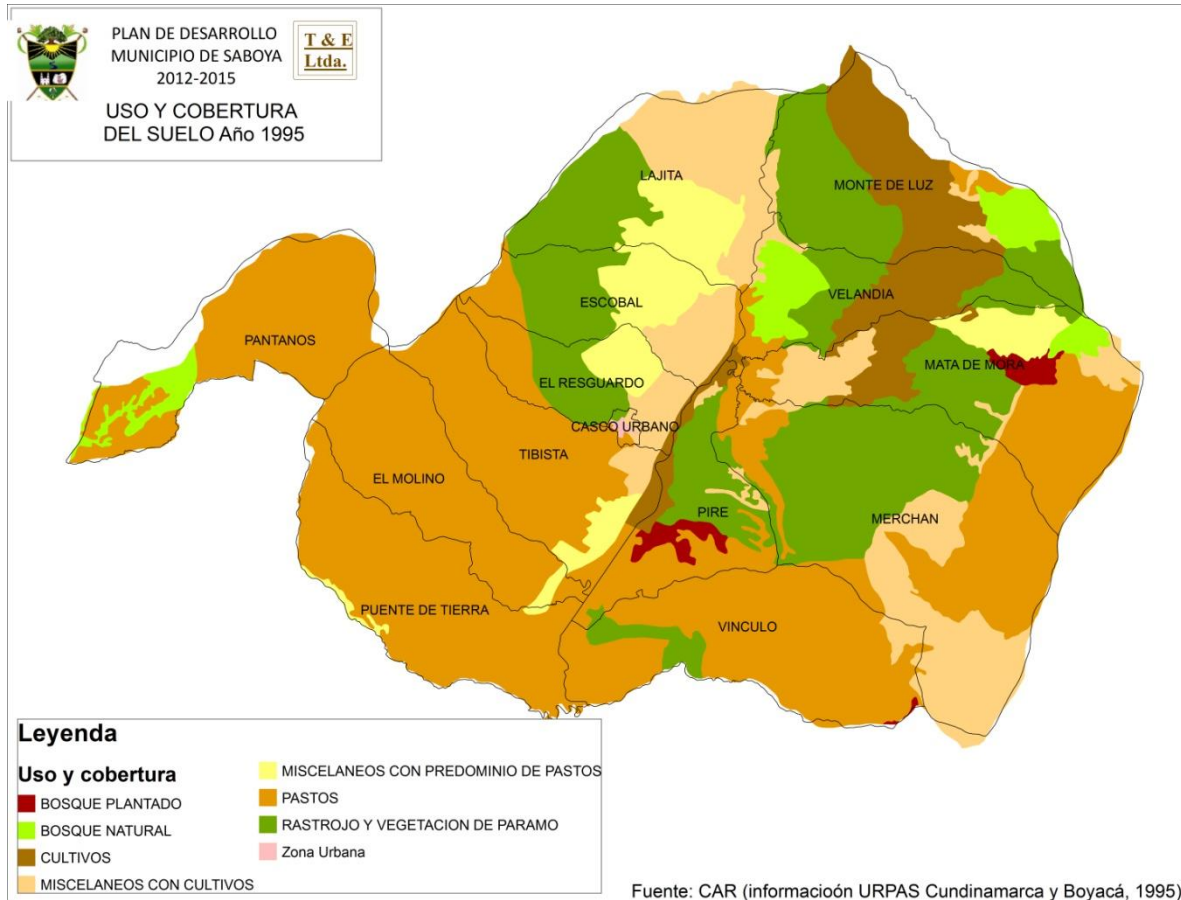 PLAN DE DESARROLLO
MUNICIPIO DE SABOYA
2012-2015
T & E
Ltda.
USO Y COBERTURA
DEL SUELO Año 1995
LAJITA
MONTE DE LUZ
ESCOBAL
VELANDIA
PANTANOS
EL RESGUARDO
MATA DE MORA
CASCO URBANO
TIBISTA
EL MOLINO
PIRE
MERCHAN
PUENTE DE TIERRA
VINCULO
Leyenda
Uso y cobertura
BOSQUE PLANTADO
BOSQUE NATURAL
CULTIVOS
MISCELANEOS CON CULTIVOS
MISCELANEOS CON PREDOMINIO DE PASTOS
PASTOS
RASTROJO Y VEGETACION DE PARAMO
Zona Urbana
Fuente: CAR (informacioón URPAS Cundinamarca y Boyacá, 1995)